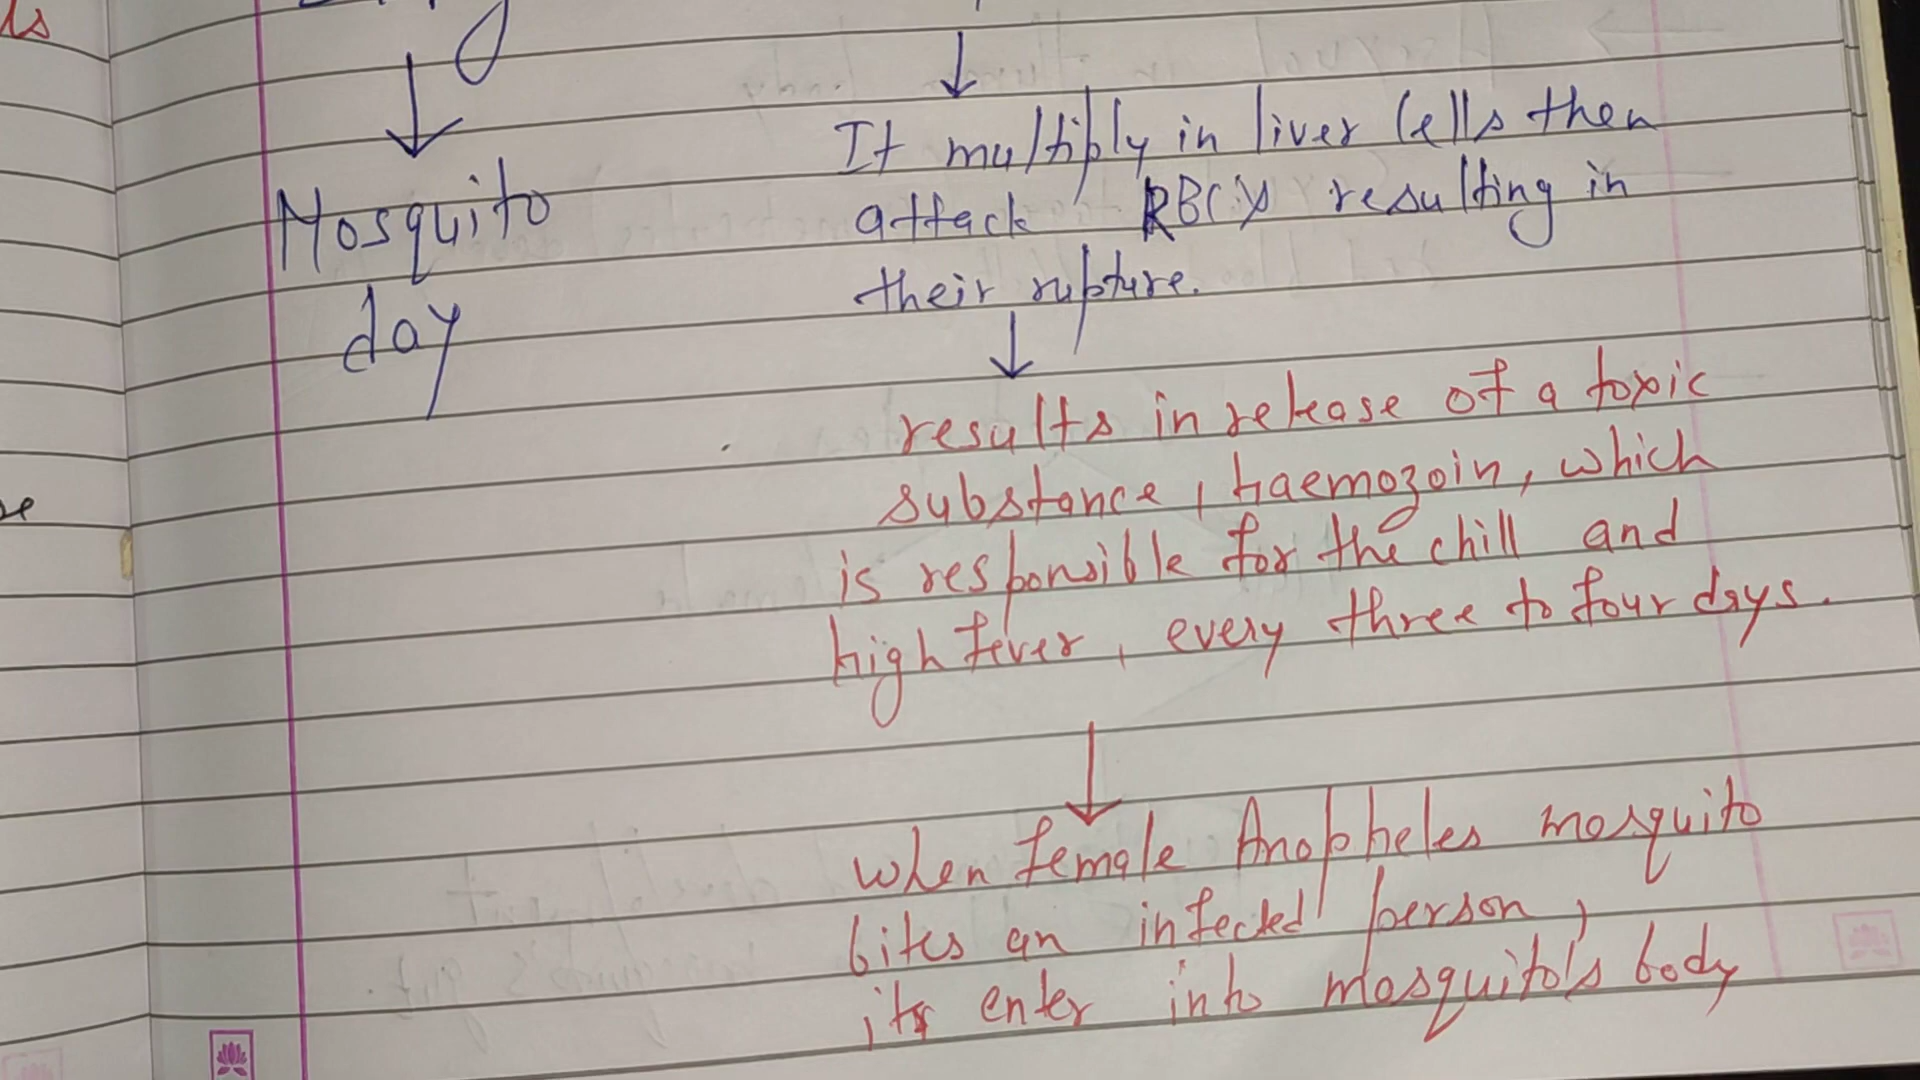 Mosquito
day
It multiply in liver Cells then
attack RBC's resulting in
their rupture.
results in release of a toxic
substance, haemozoin, which
is responsible for the chill and
high fever, every three to four days.
when female Anopheles mosquito
bites an infected person,
its enter into mosquito's body